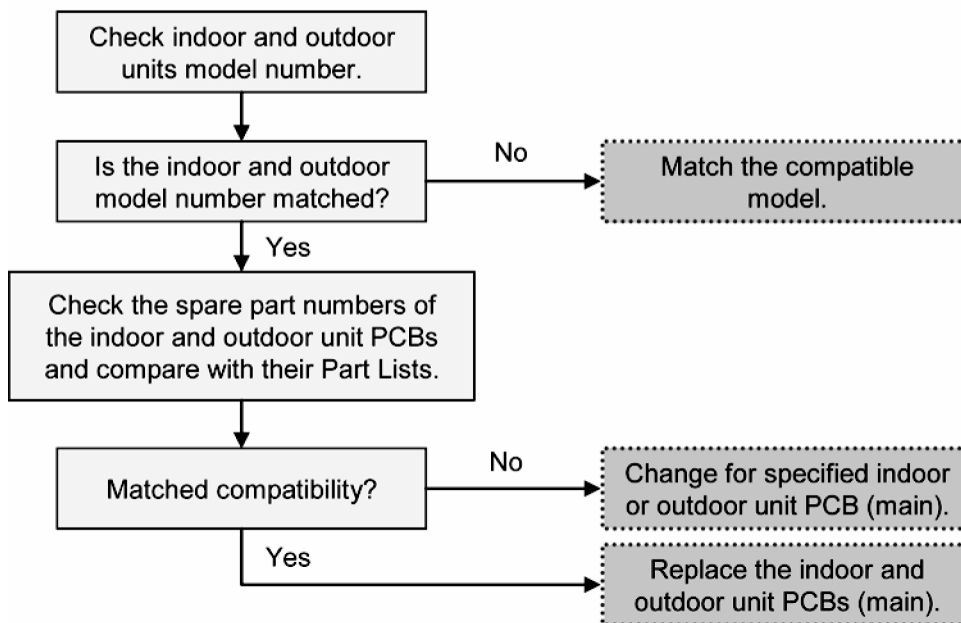 Check indoor and outdoor
units model number.
Is the indoor and outdoor
model number matched?
No
Match the compatible
model.
Yes
Check the spare part numbers of
the indoor and outdoor unit PCBs
and compare with their Part Lists.
Matched compatibility?
No
Change for specified indoor
or outdoor unit PCB (main).
Yes
Replace the indoor and
outdoor unit PCBs (main).